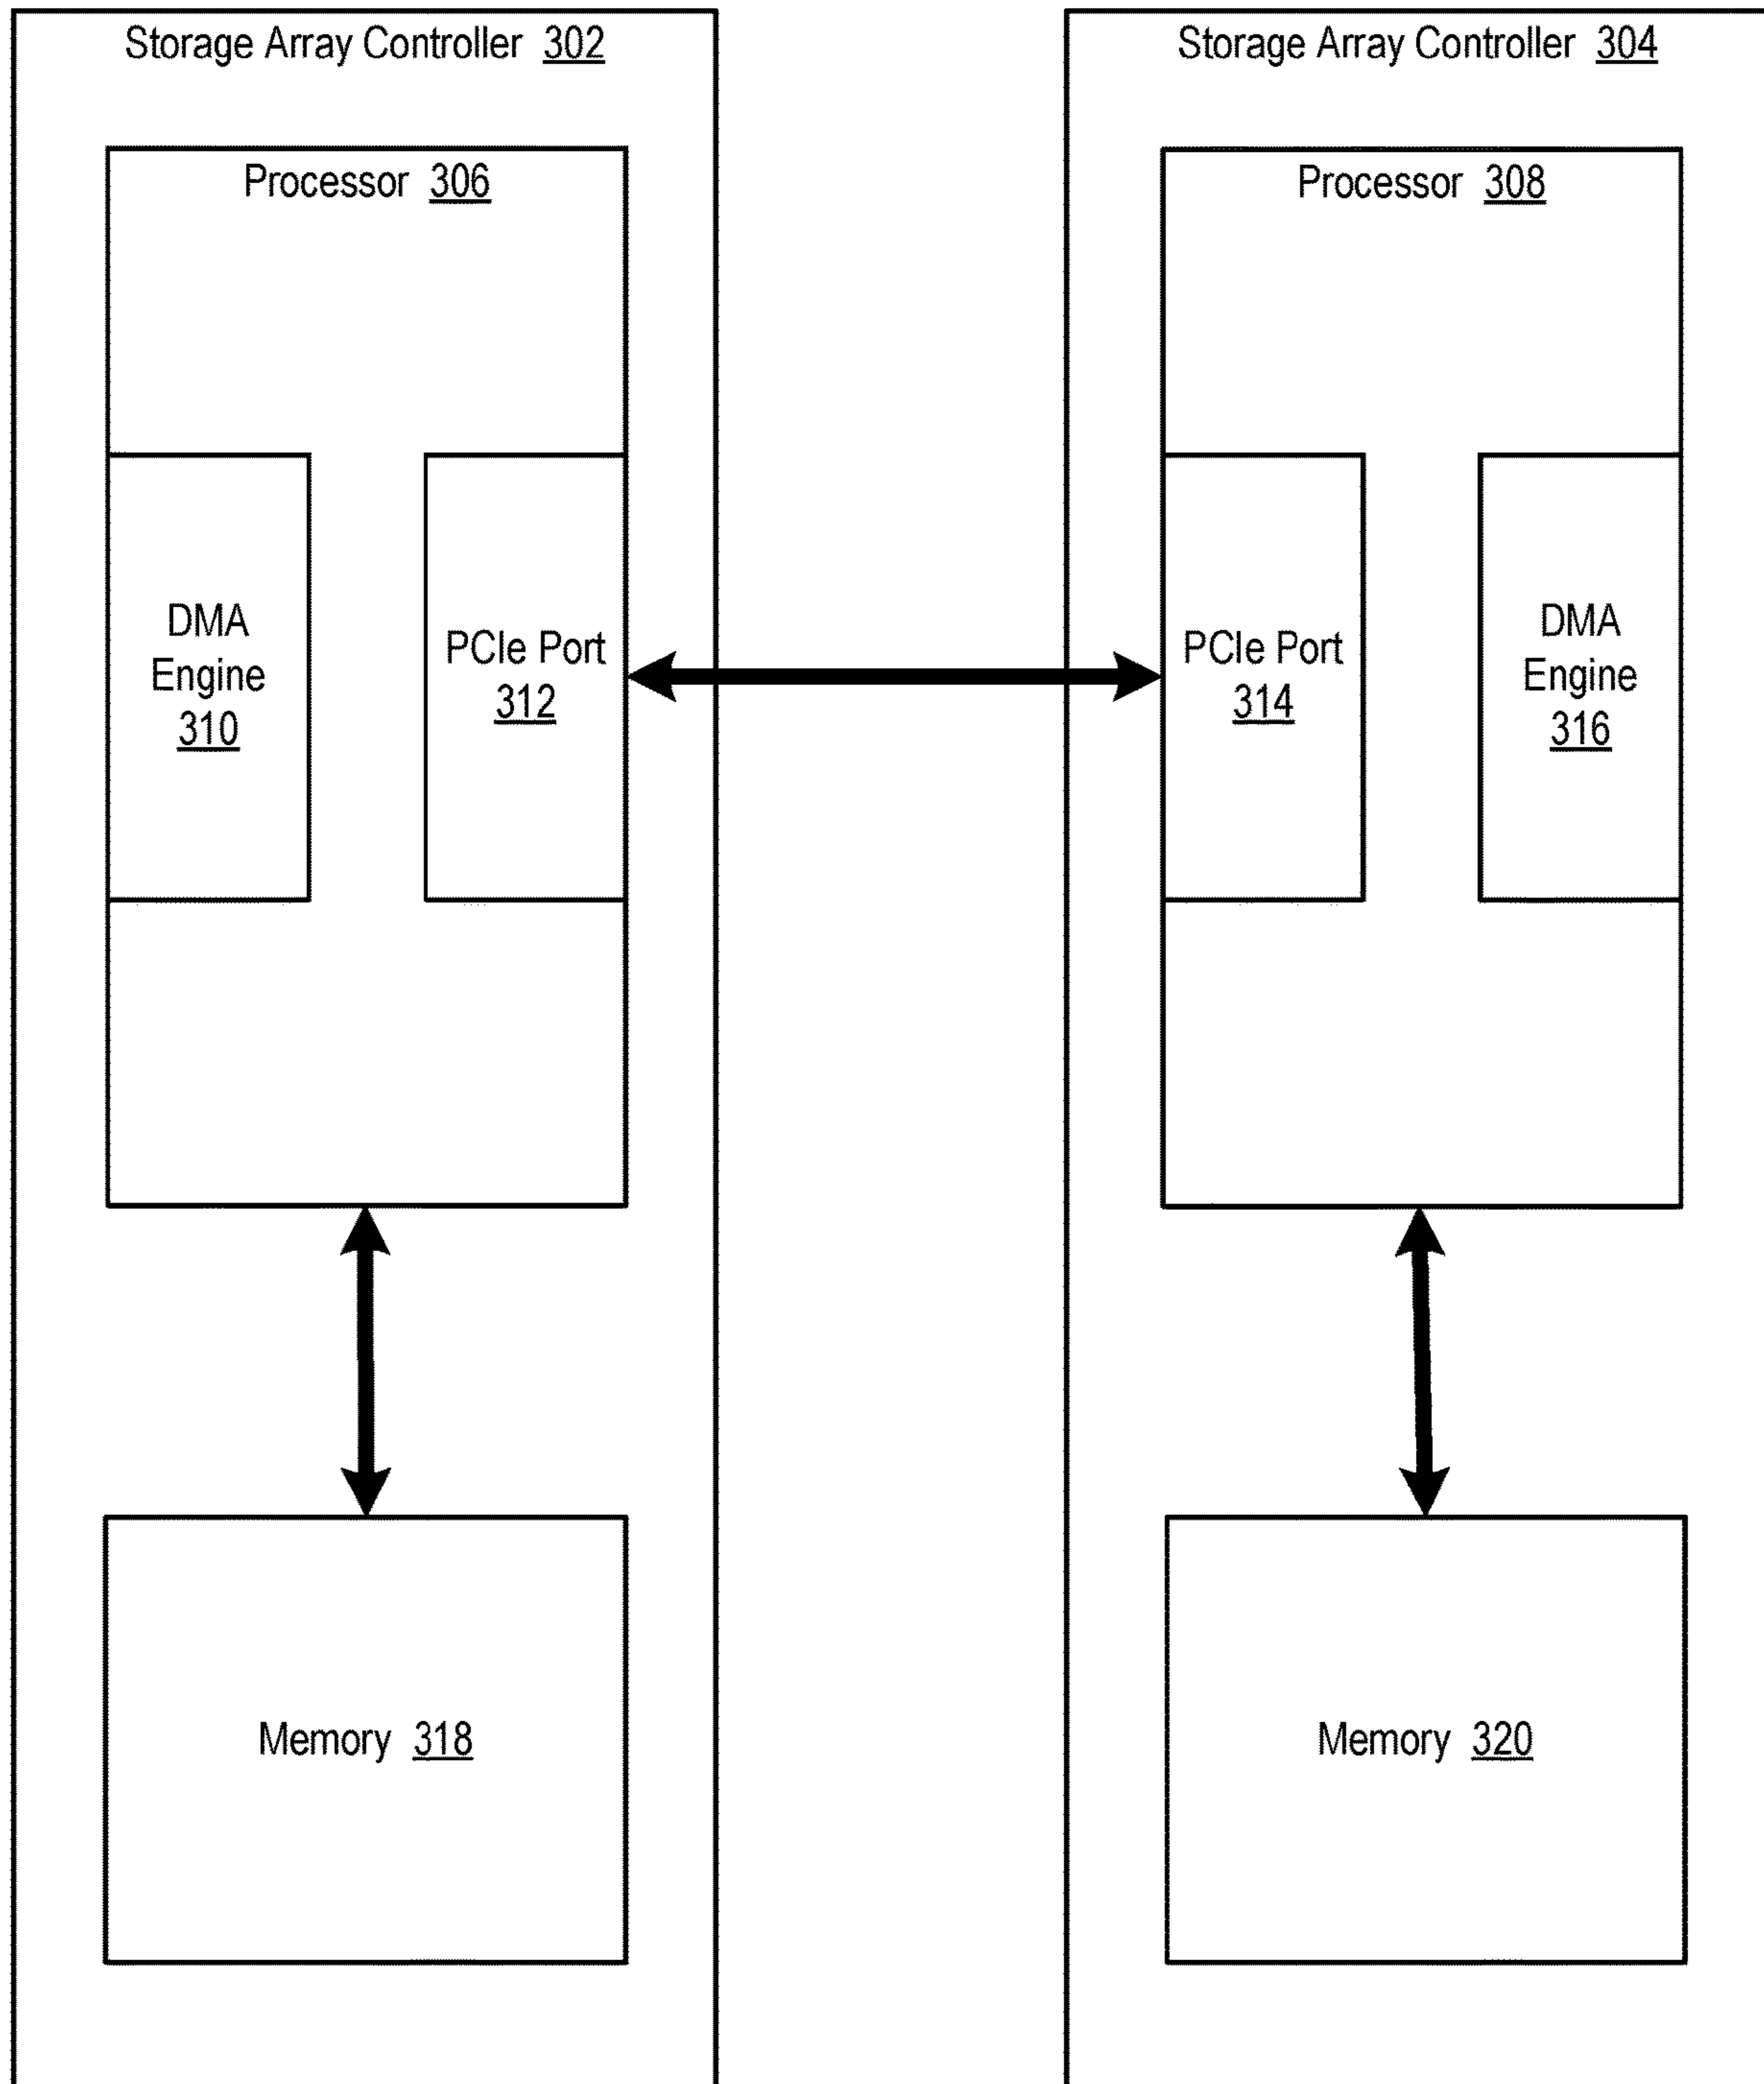 Storage Array Controller 302
Processor 306
DMA
Engine
310
PCIe Port
312
Memory 318
Storage Array Controller 304
Processor 308
PCIe Port
314
DMA
Engine
316
Memory 320